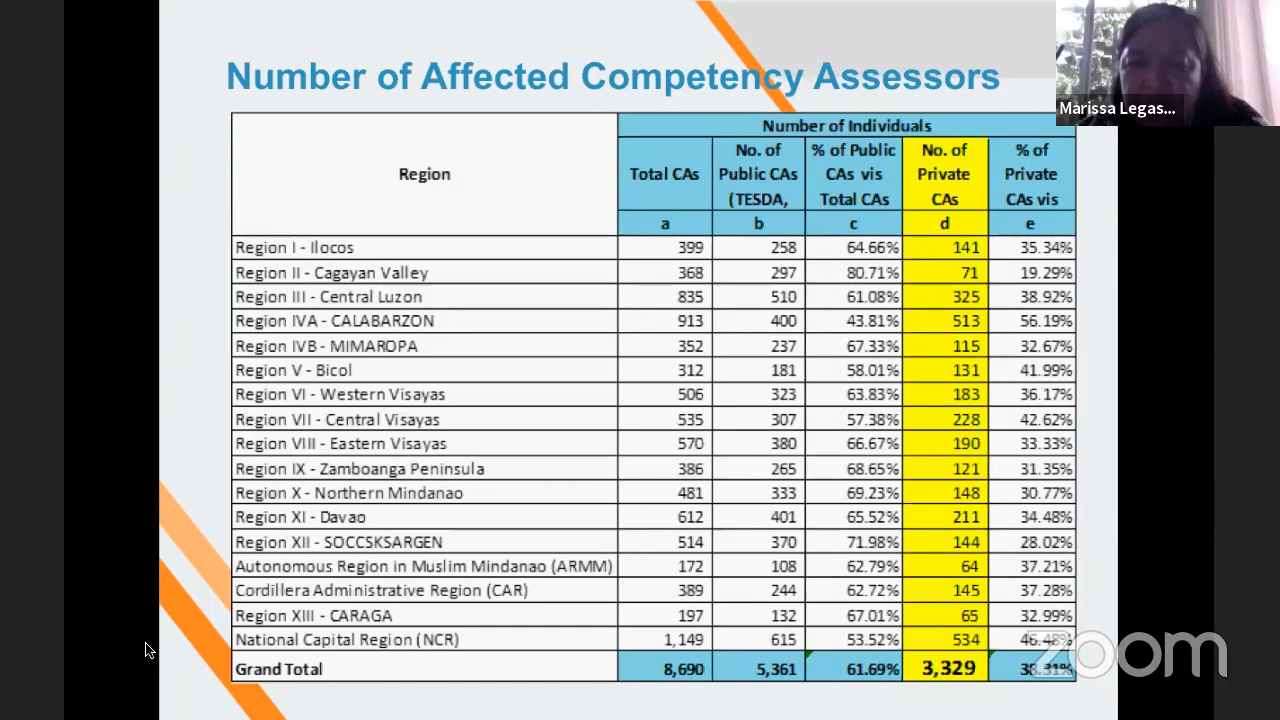 Number of Affected Competency Assessors
Marissa Legas...
Number of Individuals
Region
Total CAs
No. of Public CAs (TESDA,
% of Public CAs vis Total CAs
No. of Private CAs
% of Private CAs vis
a b c d e
Region I - Ilocos 399 258 64.66% 141 35.34%
Region II - Cagayan Valley 368 297 80.71% 71 19.29%
Region III - Central Luzon 835 510 61.08% 325 38.92%
Region IVA - CALABARZON 913 400 43.81% 513 56.19%
Region IVB - MIMAROPA 352 237 67.33% 115 32.67%
Region V - Bicol 312 181 58.01% 131 41.99%
Region VI - Western Visayas 506 323 63.83% 183 36.17%
Region VII - Central Visayas 535 307 57.38% 228 42.62%
Region VIII - Eastern Visayas 570 380 66.67% 190 33.33%
Region IX - Zamboanga Peninsula 386 265 68.65% 121 31.35%
Region X - Northern Mindanao 481 333 69.23% 148 30.77%
Region XI - Davao 612 401 65.52% 211 34.48%
Region XII - SOCCSKSARGEN 514 370 71.98% 144 28.02%
Autonomous Region in Muslim Mindanao (ARMM) 172 108 62.79% 64 37.21%
Cordillera Administrative Region (CAR) 389 244 62.72% 145 37.28%
Region XIII - CARAGA 197 132 67.01% 65 32.99%
National Capital Region (NCR) 1,149 615 53.52% 534 46.48%
Grand Total 8,690 5,361 61.69% 3,329 38.31%
zoom